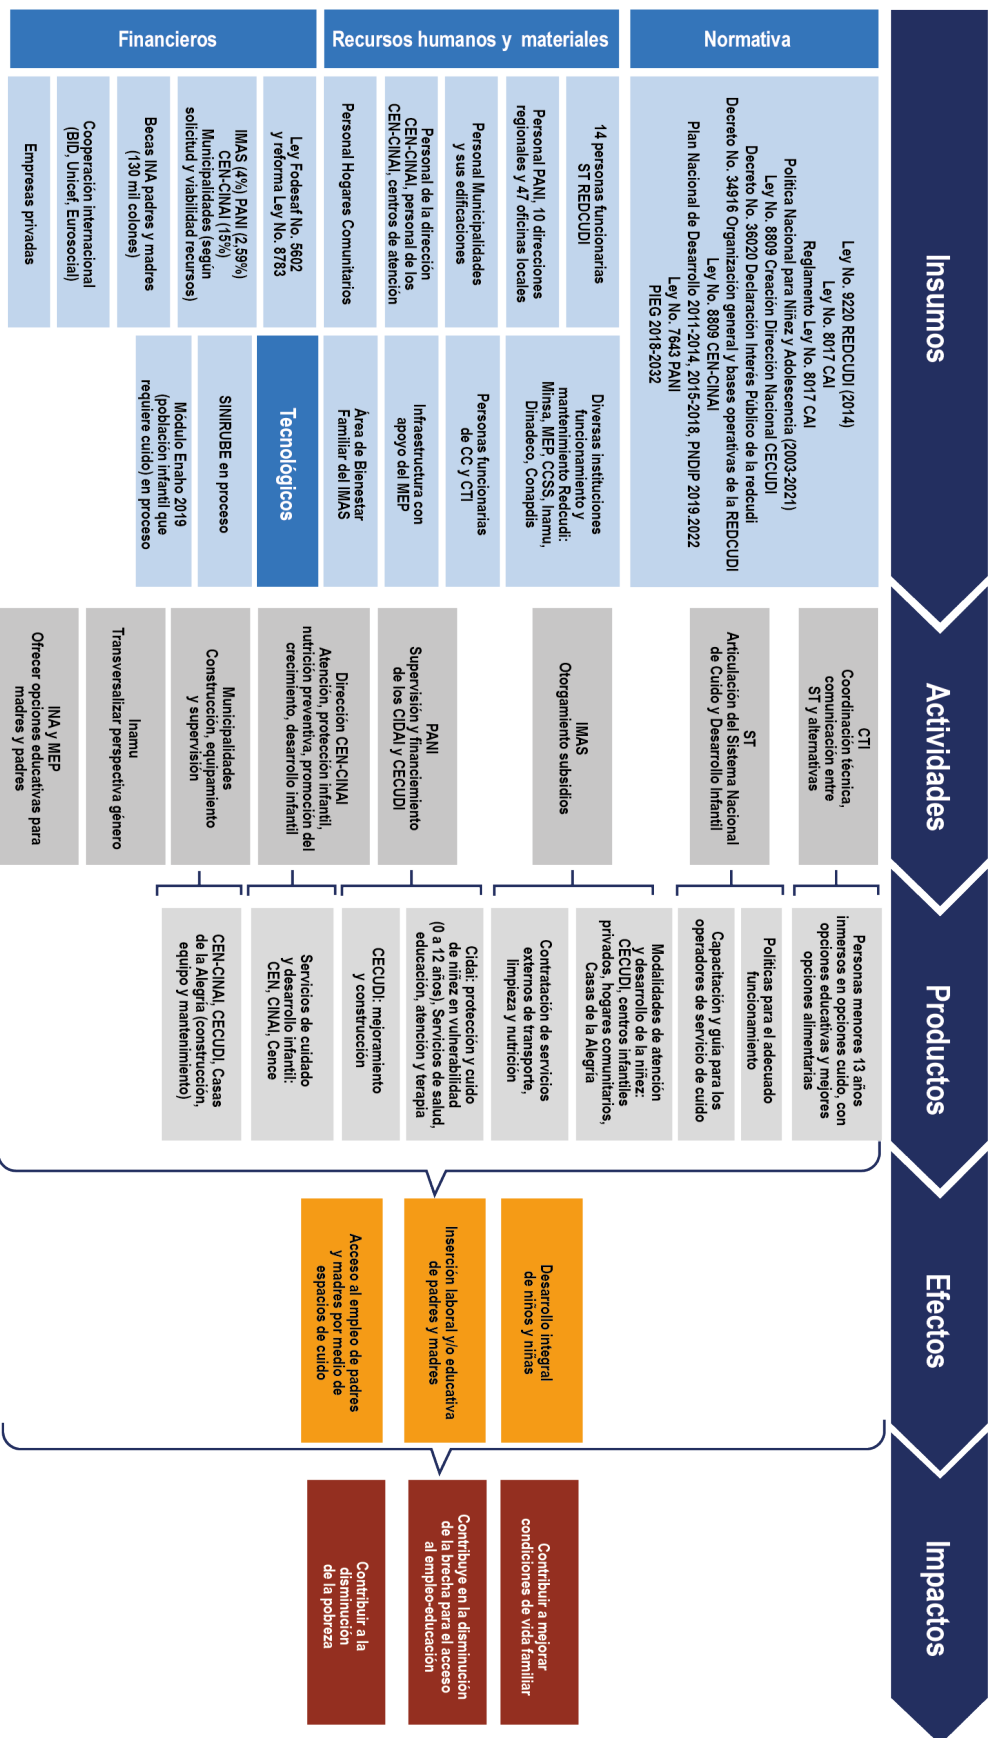 Insumos
Actividades
Productos
Efectos
Impactos
Normativa
Ley No. 9220 REDCUDI (2014)
Ley No. 8017 CAI
Reglamento Ley No. 8017 CAI
Política Nacional para Niñez y Adolescencia (2003-2021)
Ley No. 8809 Creación Dirección Nacional CECUDI
Decreto No. 36020 Declaración Interés Público de la redcudi
Decreto No. 34916 Organización general y bases operativas de la REDCUDI
Ley No. 8809 CEN-CINAI
Plan Nacional de Desarrollo 2011-2014, 2015-2018, PNDIP 2019.2022
Ley No. 7643 PANI
PIEG 2018-2032
Recursos humanos y materiales
14 personas funcionarias
ST REDCUDI
Personal PANI, 10 direcciones
regionales y 47 oficinas locales
Personal Municipalidades
y sus edificaciones
Personal de la dirección
CEN-CINAI, personal de los
CEN-CINAI, centros de atención
Personal Hogares Comunitarios
Diversas instituciones
funcionamiento y
mantenimiento Redcudi:
Minsa, MEP, CCSS, Inamu,
Dinadeco, Conapdis
Personas funcionarias
de CC y CTI
Infraestructura con
apoyo del MEP
Área de Bienestar
Familiar del IMAS
Financieros
Ley Fodesaf No. 5602
y reforma Ley No. 8783
IMAS (4%) PANI (2,59%)
CEN-CINAI (15%)
Municipalidades (según
solicitud y viabilidad recursos)
Becas INA padres y madres
(130 mil colones)
Cooperación internacional
(BID, Unicef, Eurosocial)
Empresas privadas
Tecnológicos
SINIRUBE en proceso
Módulo Enaho 2019
(población infantil que
requiere cuido) en proceso
CTI
Coordinación técnica,
comunicación entre
ST y alternativas
ST
Articulación del Sistema Nacional
de Cuido y Desarrollo Infantil
IMAS
Otorgamiento subsidios
PANI
Supervisión y financiemiento
de los CIDAI y CECUDI
Dirección CEN-CINAI
Atención, protección infantil,
nutrición preventiva, promoción del
crecimiento, desarrollo infantil
Municipalidades
Construcción, equipamiento
y supervisión
Inamu
Transversalizar perspectiva género
INA y MEP
Ofrecer opciones educativas para
madres y padres
Personas menores 13 años
inmersos en opciones cuido, con
opciones educativas y mejores
opciones alimentarias
Políticas para el adecuado
funcionamiento
Capacitación y guía para los
operadores de servicio de cuido
Modalidades de atención
y desarrollo de la niñez:
CECUDI, centros infantiles
privados, hogares comunitarios,
Casas de la Alegría
Contratación de servicios
externos de transporte,
limpieza y nutrición
Cidai: protección y cuido
de niñez en vulnerabilidad
(0 a 12 años), Servicios de salud,
educación, atención y terapia
CECUDI: mejoramiento
y construcción
Servicios de cuidado
y desarrollo infantil:
CEN, CINAI, Cence
CEN-CINAI, CECUDI, Casas
de la Alegría (construcción,
equipo y mantenimiento)
Desarrollo integral
de niños y niñas
Inserción laboral y/o educativa
de padres y madres
Acceso al empleo de padres
y madres por medio de
espacios de cuido
Contribuir a mejorar
condiciones de vida familiar
Contribuye en la disminución
de la brecha para el acceso
al empleo-educación
Contribuir a la
disminución
de la pobreza